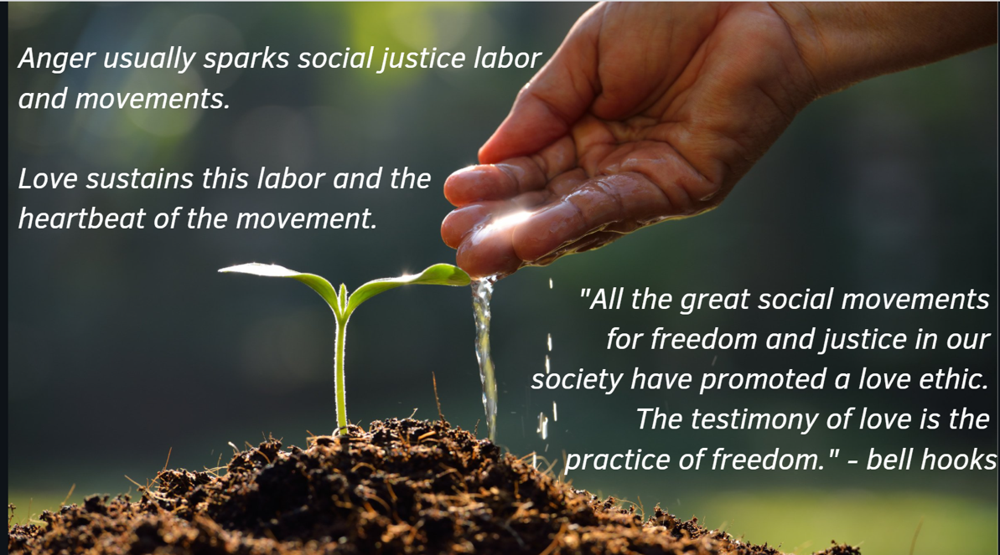 Anger usually sparks social justice labor
and movements.
Love sustains this labor and the
heartbeat of the movement.
"All the great social movements
for freedom and justice in our
society have promoted a love ethic.
The testimony of love is the
practice of freedom." - bell hooks